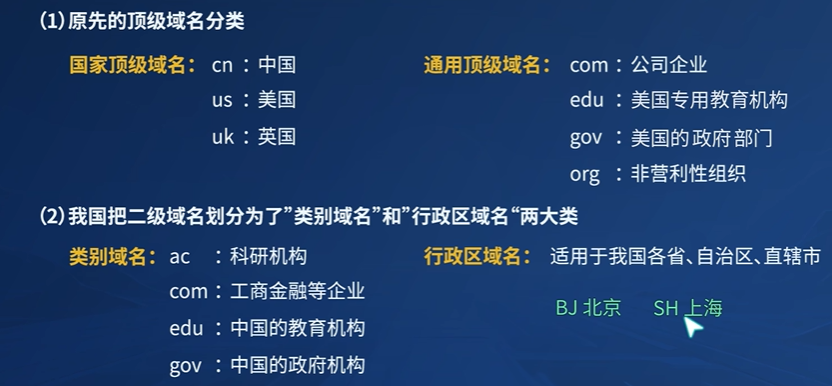 （1）原先的顶级域名分类
国家顶级域名： cn ：中国 通用顶级域名： com ：公司企业
us ：美国 edu ：美国专用教育机构
uk ：英国 gov ：美国的政府部门
org ：非营利性组织
（2）我国把二级域名划分为了”类别域名”和”行政区域名“两大类
类别域名： ac ：科研机构 行政区域名： 适用于我国各省、自治区、直辖市
com ：工商金融等企业 BJ 北京 SH 上海
edu ：中国的教育机构
gov ：中国的政府机构